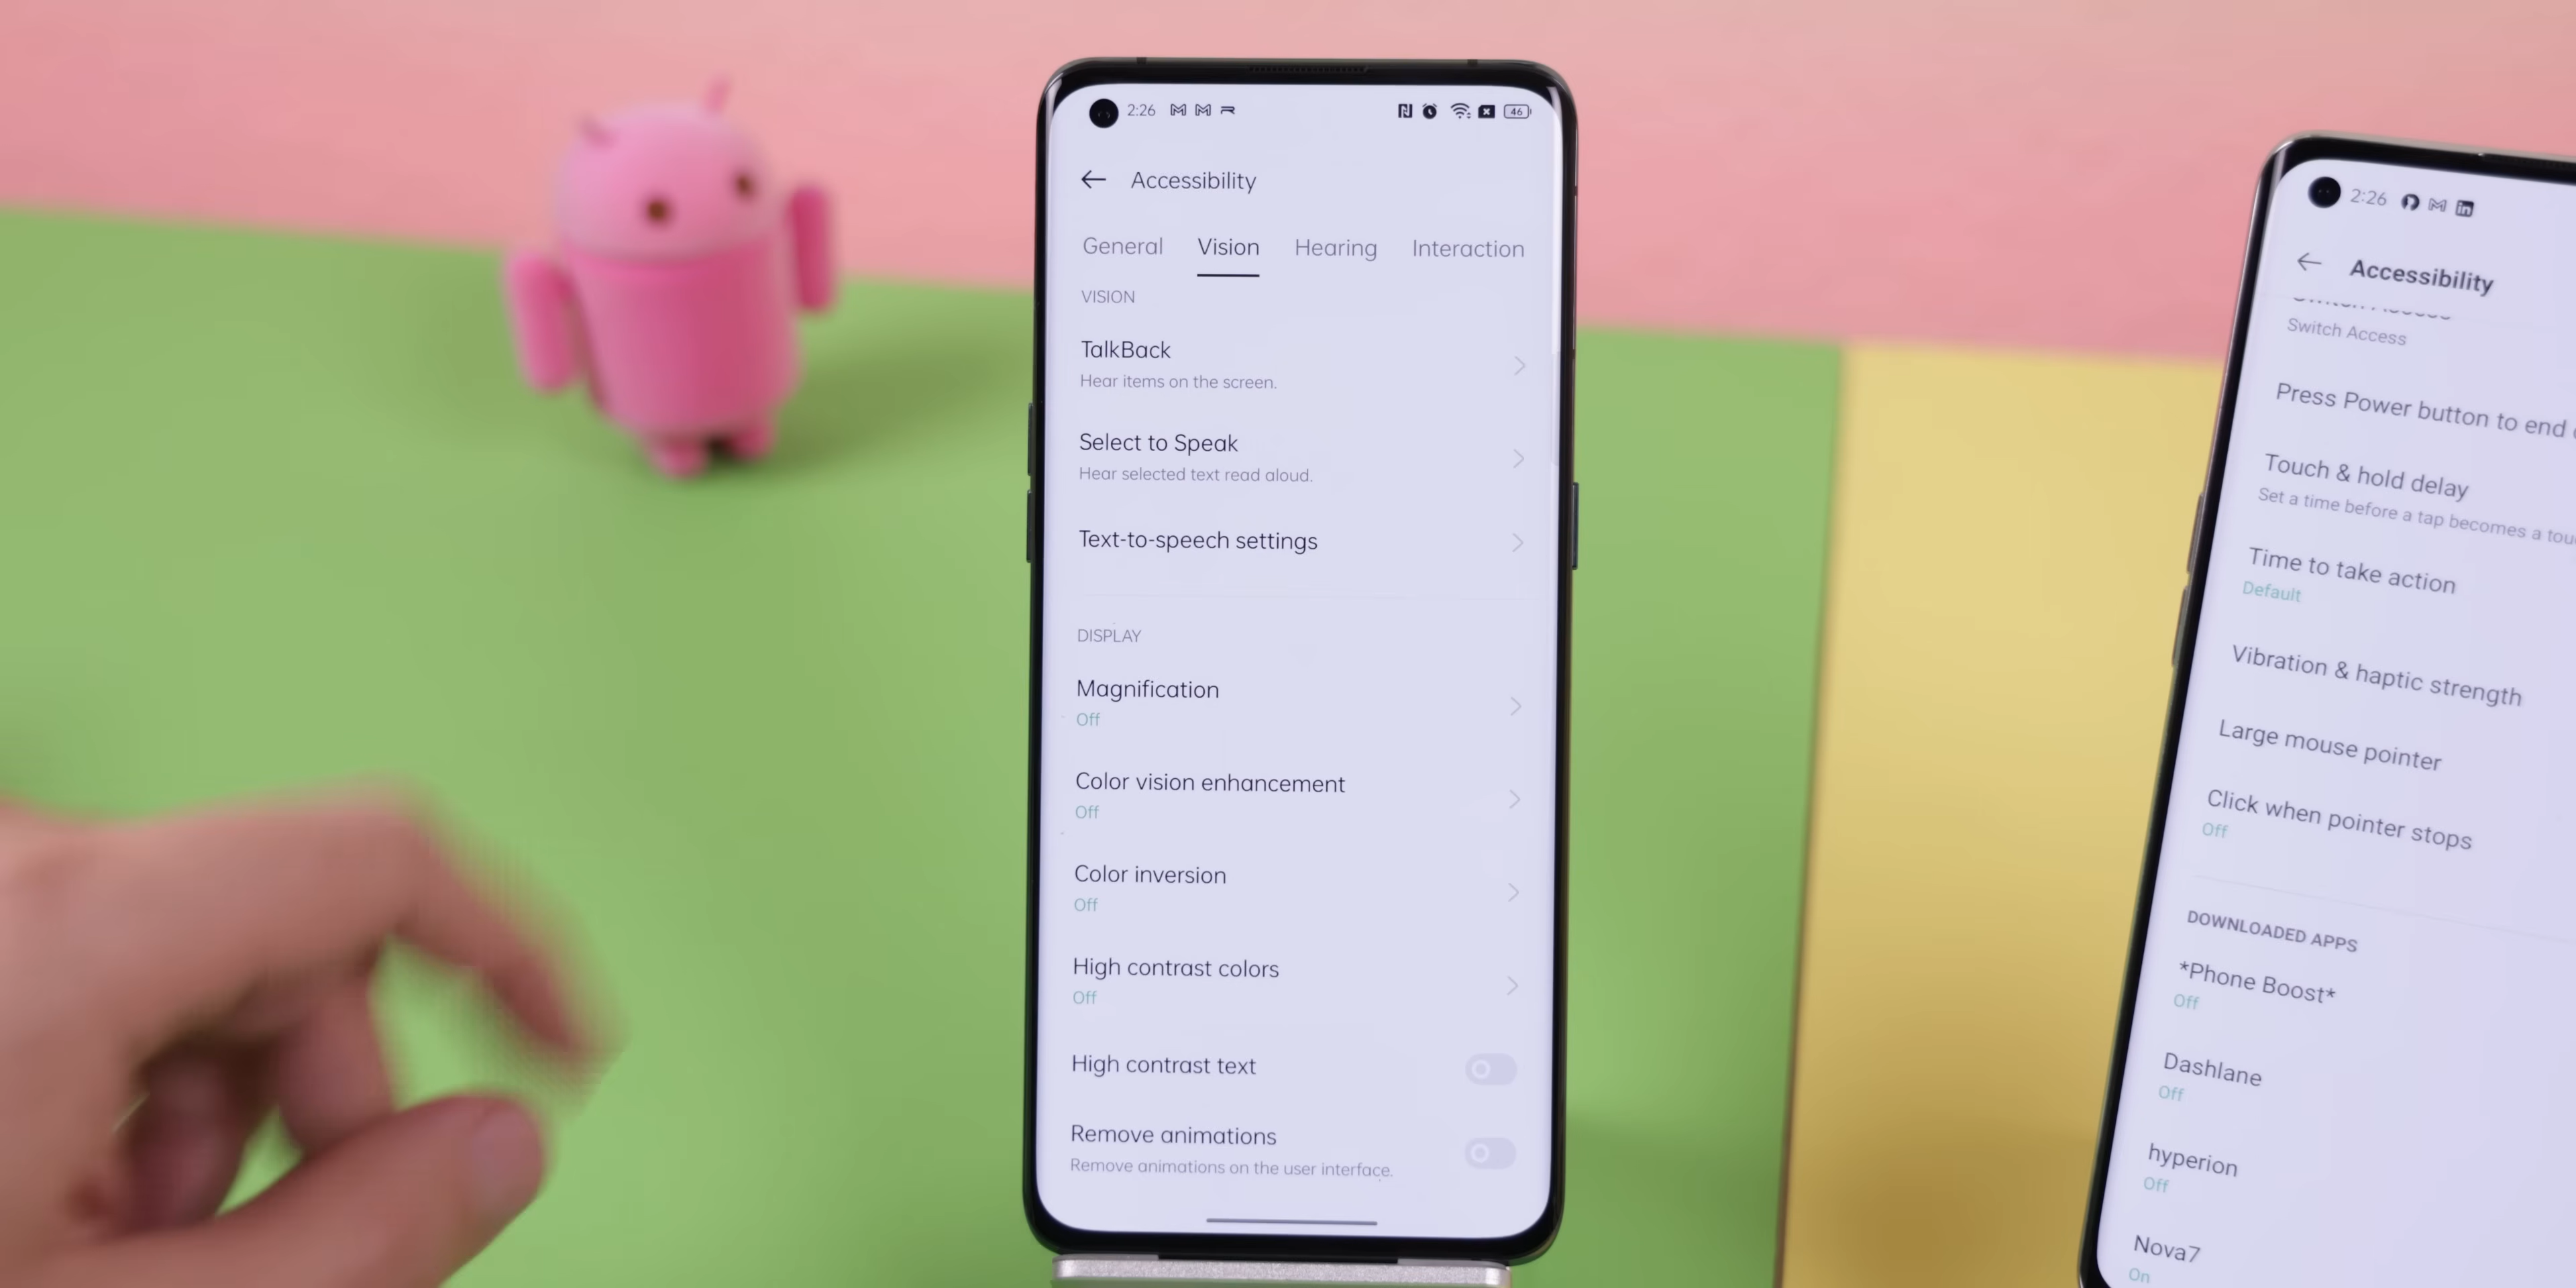 2:26
46
Accessibility
General Vision Hearing Interaction
VISION
TalkBack
Hear items on the screen.
Select to Speak
Hear selected text read aloud.
Text-to-speech settings
DISPLAY
Magnification
Off
Color vision enhancement
Off
Color inversion
Off
High contrast colors
Off
High contrast text
Remove animations
Remove animations on the user interface.
2:26
in
Accessibility
Switch Access
Switch Access
Press Power button to end
Touch & hold delay
Set a time before a tap becomes a
Time to take action
Default
Vibration & haptic strength
Large mouse pointer
Click when pointer stops
Off
DOWNLOADED APPS
*Phone Boost*
Off
Dashlane
Off
hyperion
Off
Nova7
On